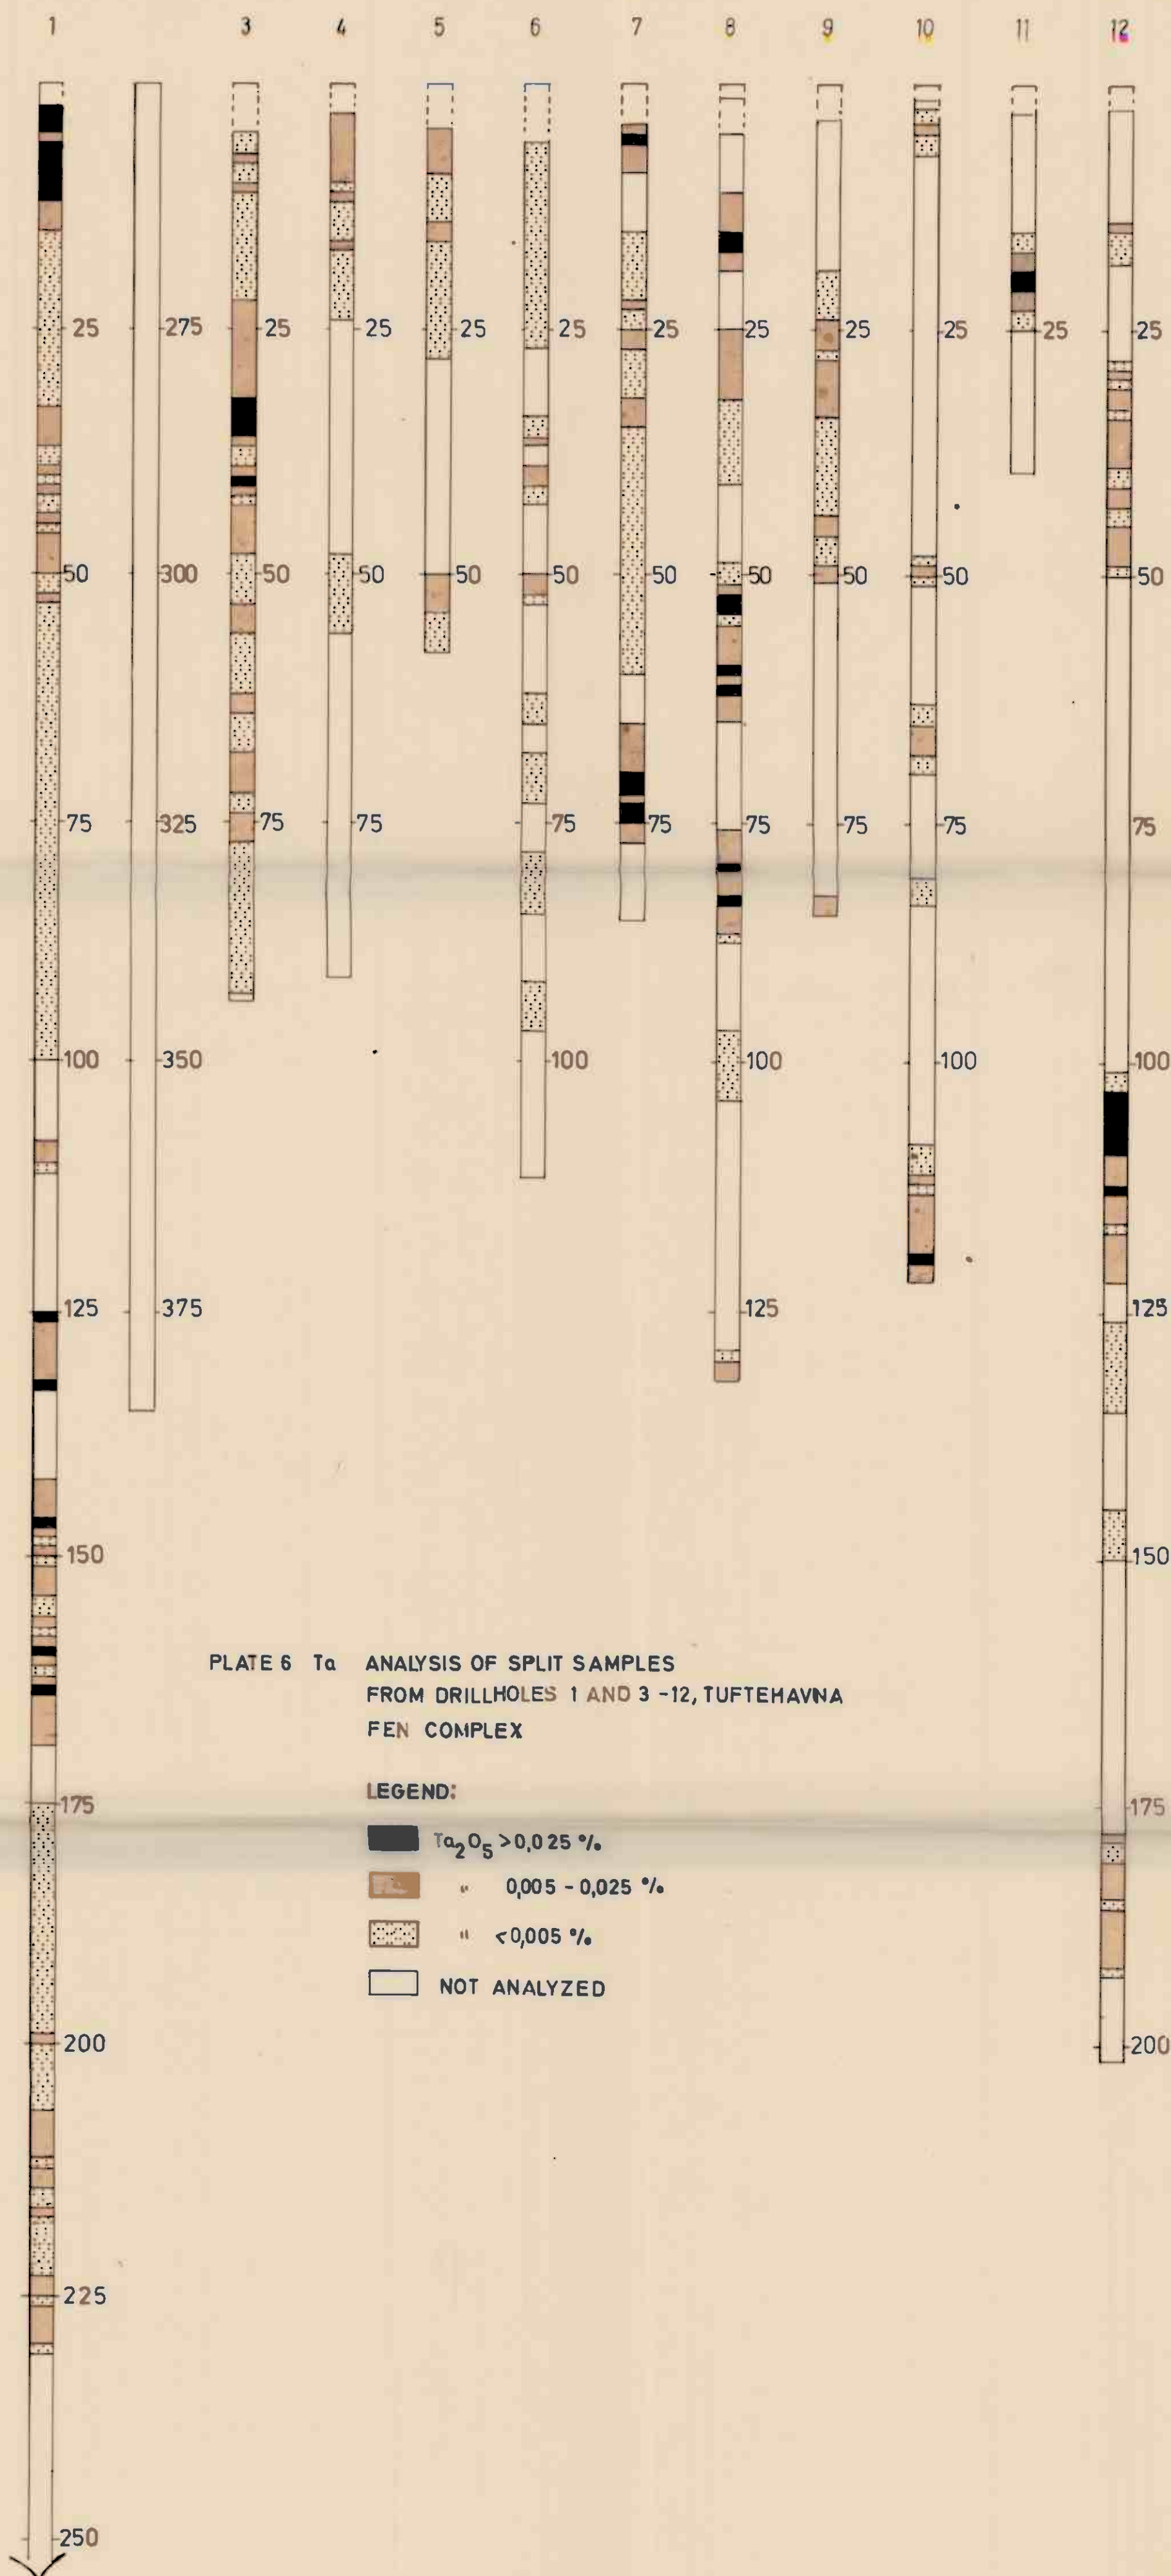 1 3 4 5 6 7 8 9 10 11 12
25 275 25 25 25 25 25 25 25 25 25 25
50 300 50 50 50 50 50 50 50 50 50
75 325 75 75 75 75 75 75 75 75
100 350 100 100 100 100
125 375 125 125
150 150
PLATE 6 Ta ANALYSIS OF SPLIT SAMPLES
FROM DRILLHOLES 1 AND 3 -12, TUFTEHAVNA
FEN COMPLEX
LEGEND:
175 175
Ta₂O₅ >0,025 %
" 0,005 - 0,025 %
" <0,005 %
NOT ANALYZED
200 200
225
250